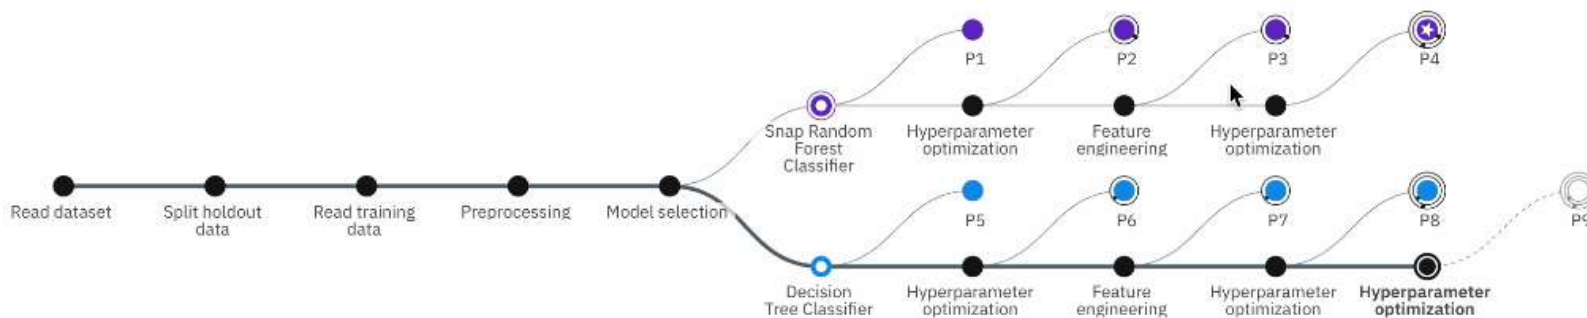 P1
P2
P3
P4
Snap Random
Forest
Classifier
Hyperparameter
optimization
Feature
engineering
Hyperparameter
optimization
Read dataset
Split holdout
data
Read training
data
Preprocessing
Model selection
P5
P6
P7
P8
P9
Decision
Tree Classifier
Hyperparameter
optimization
Feature
engineering
Hyperparameter
optimization
Hyperparameter
optimization